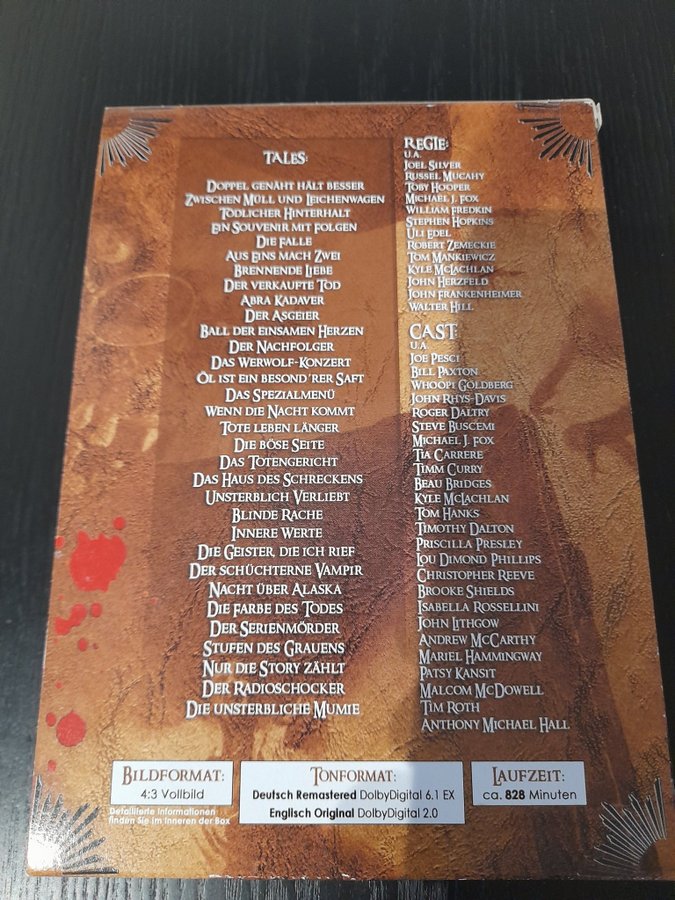 TALES:
DOPPEL GENÄHT HÄLT BESSER
ZWISCHEN MÜLL UND LEICHENWAGEN
TÖDLICHER HINTERHALT
EIN SOUVENIR MIT FOLGEN
DIE FALLE
AUS EINS MACH ZWEI
BRENNENDE LIEBE
DER VERKAUFTE TOD
ABRA KADAVER
DER ASGEIER
BALL DER EINSAMEN HERZEN
DER NACHFOLGER
DAS WERWOLF-KONZERT
ÖL IST EIN BESOND'RER SAFT
DAS SPEZIALMENÜ
WENN DIE NACHT KOMMT
TOTE LEBEN LÄNGER
DIE BÖSE SEITE
DAS TOTENGERICHT
DAS HAUS DES SCHRECKENS
UNSTERBLICH VERLIEBT
BLINDE RACHE
INNERE WERTE
DIE GEISTER, DIE ICH RIEF
DER SCHÜCHTERNE VAMPIR
NACHT ÜBER ALASKA
DIE FARBE DES TODES
DER SERIENMÖRDER
STUFEN DES GRAUENS
NUR DIE STORY ZÄHLT
DER RADIOSCHOCKER
DIE UNSTERBLICHE MUMIE
REGIE:
U.A.
JOEL SILVER
RUSSEL MUCAHY
TOBY HOOPER
MICHAEL J. FOX
WILLIAM FREDKIN
STEPHEN HOPKINS
ULI EDEL
ROBERT ZEMECKIE
TOM MANKIEWICZ
KYLE MCLACHLAN
JOHN HERZFELD
JOHN FRANKENHEIMER
WALTER HILL
CAST
U.A.
JOE PESCI
BILL PAXTON
WHOOPI GOLDBERG
JOHN RHYS-DAVIS
ROGER DALTRY
STEVE BUSCEMI
MICHAEL J. FOX
TIA CARRERE
TIMM CURRY
BEAU BRIDGES
KYLE MCLACHLAN
TOM HANKS
TIMOTHY DALTON
PRISCILLA PRESLEY
LOU DIMOND PHILLIPS
CHRISTOPHER REEVE
BROOKE SHIELDS
ISABELLA ROSSELLINI
JOHN LITHGOW
ANDREW MCCARTHY
MARIEL HAMMINGWAY
PATSY KANSIT
MALCOM MCDOWELL
TIM ROTH
ANTHONY MICHAEL HALL
BILDFORMAT:
4:3 Vollbild
Detaillierte Informationen
finden Sie im Inneren der Box
TONFORMAT:
Deutsch Remastered DolbyDigital 6.1 EX
Englisch Original DolbyDigital 2.0
LAUFZEIT:
ca. 828 Minuten